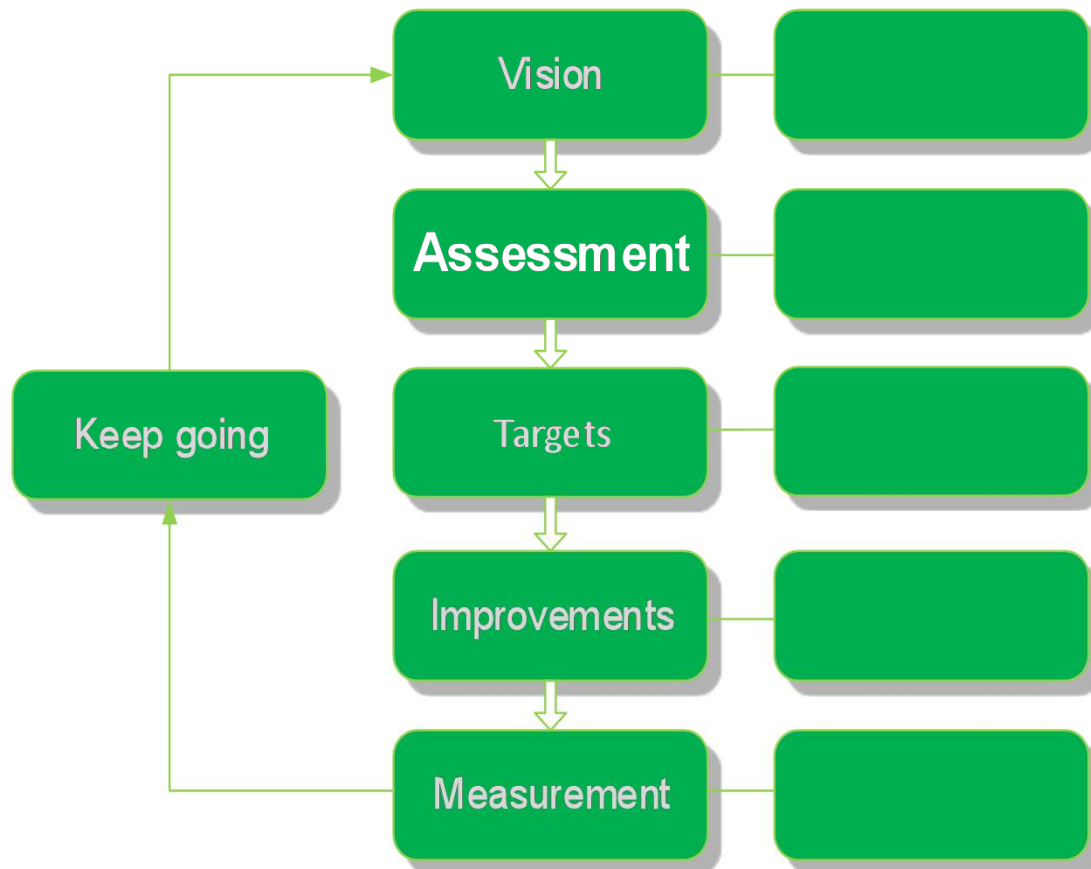 Vision
Assessment
Targets
Keep going
Improvements
Measurement